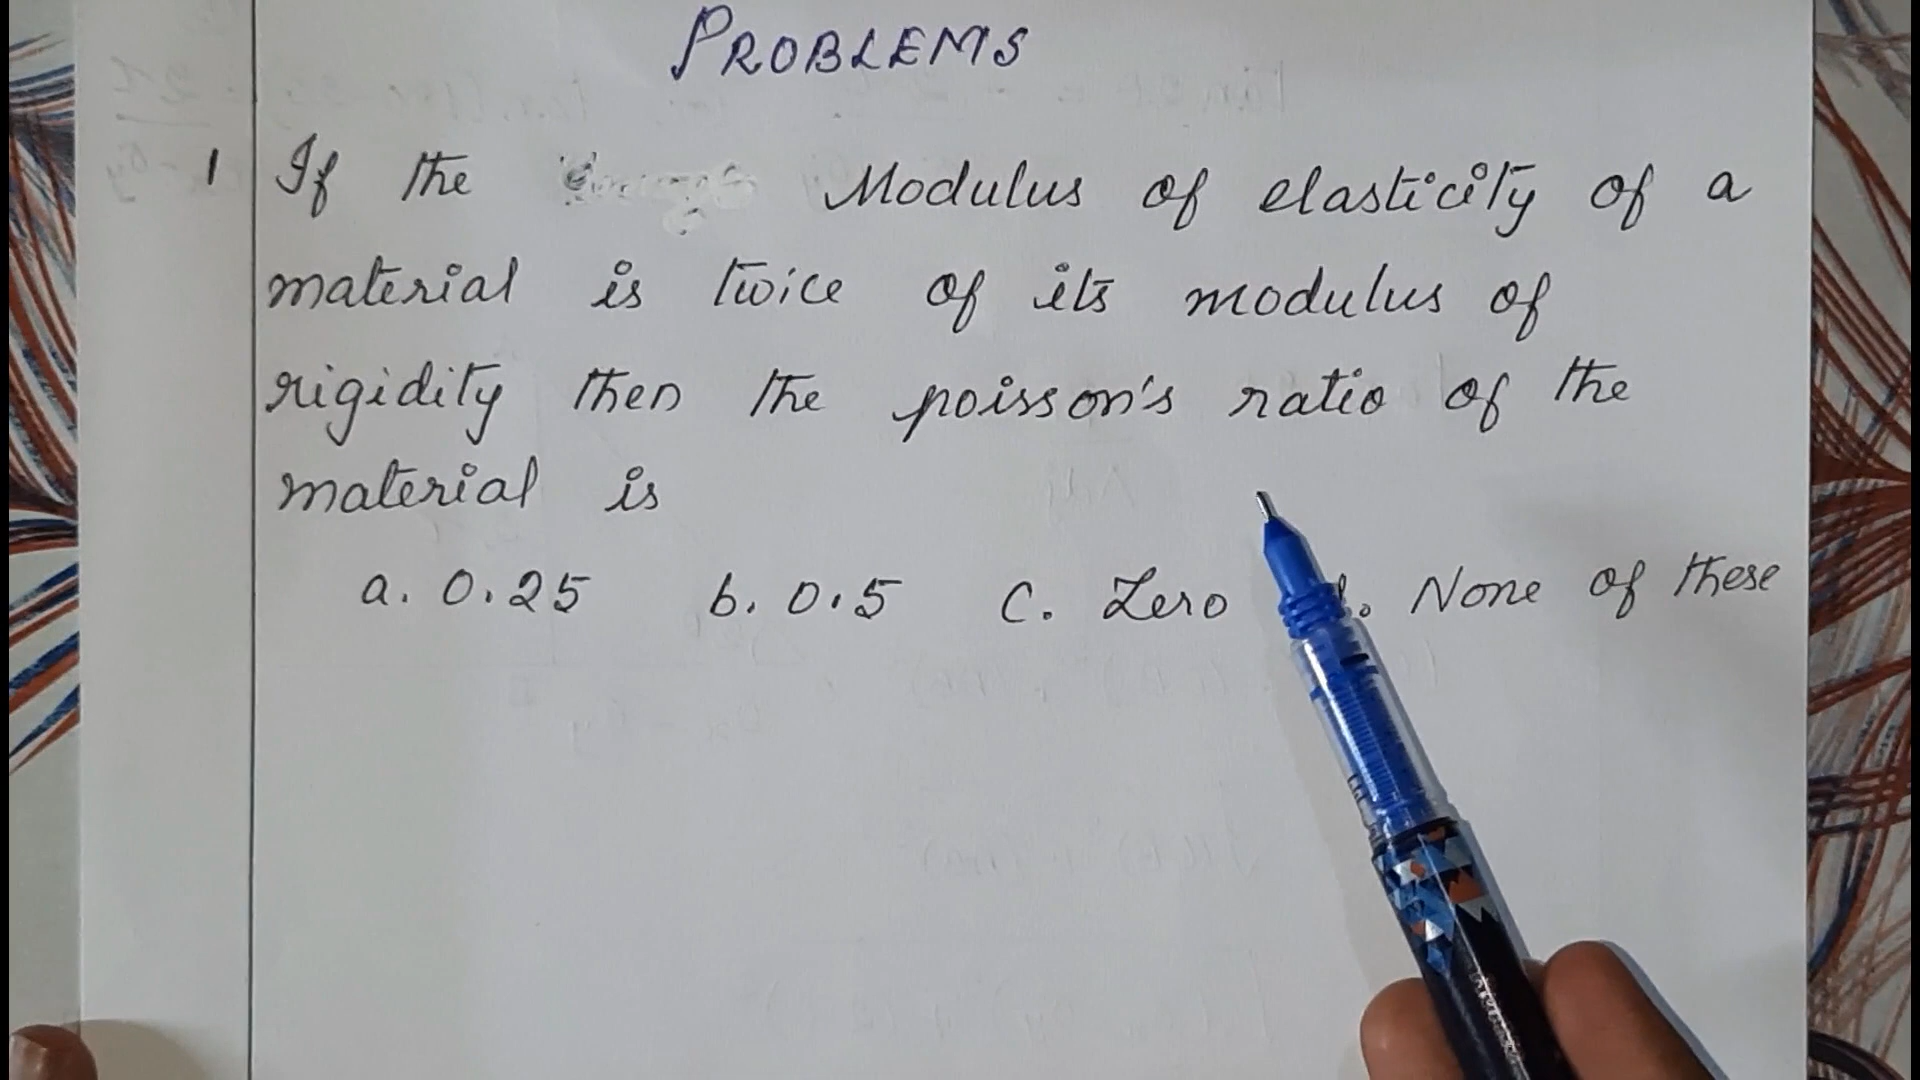 PROBLEMS
1 If the Modulus of elasticity of a
material is twice of its modulus of
rigidity then the poisson's ratio of the
material is
a. 0.25 b. 0.5 c. Zero d. None of these